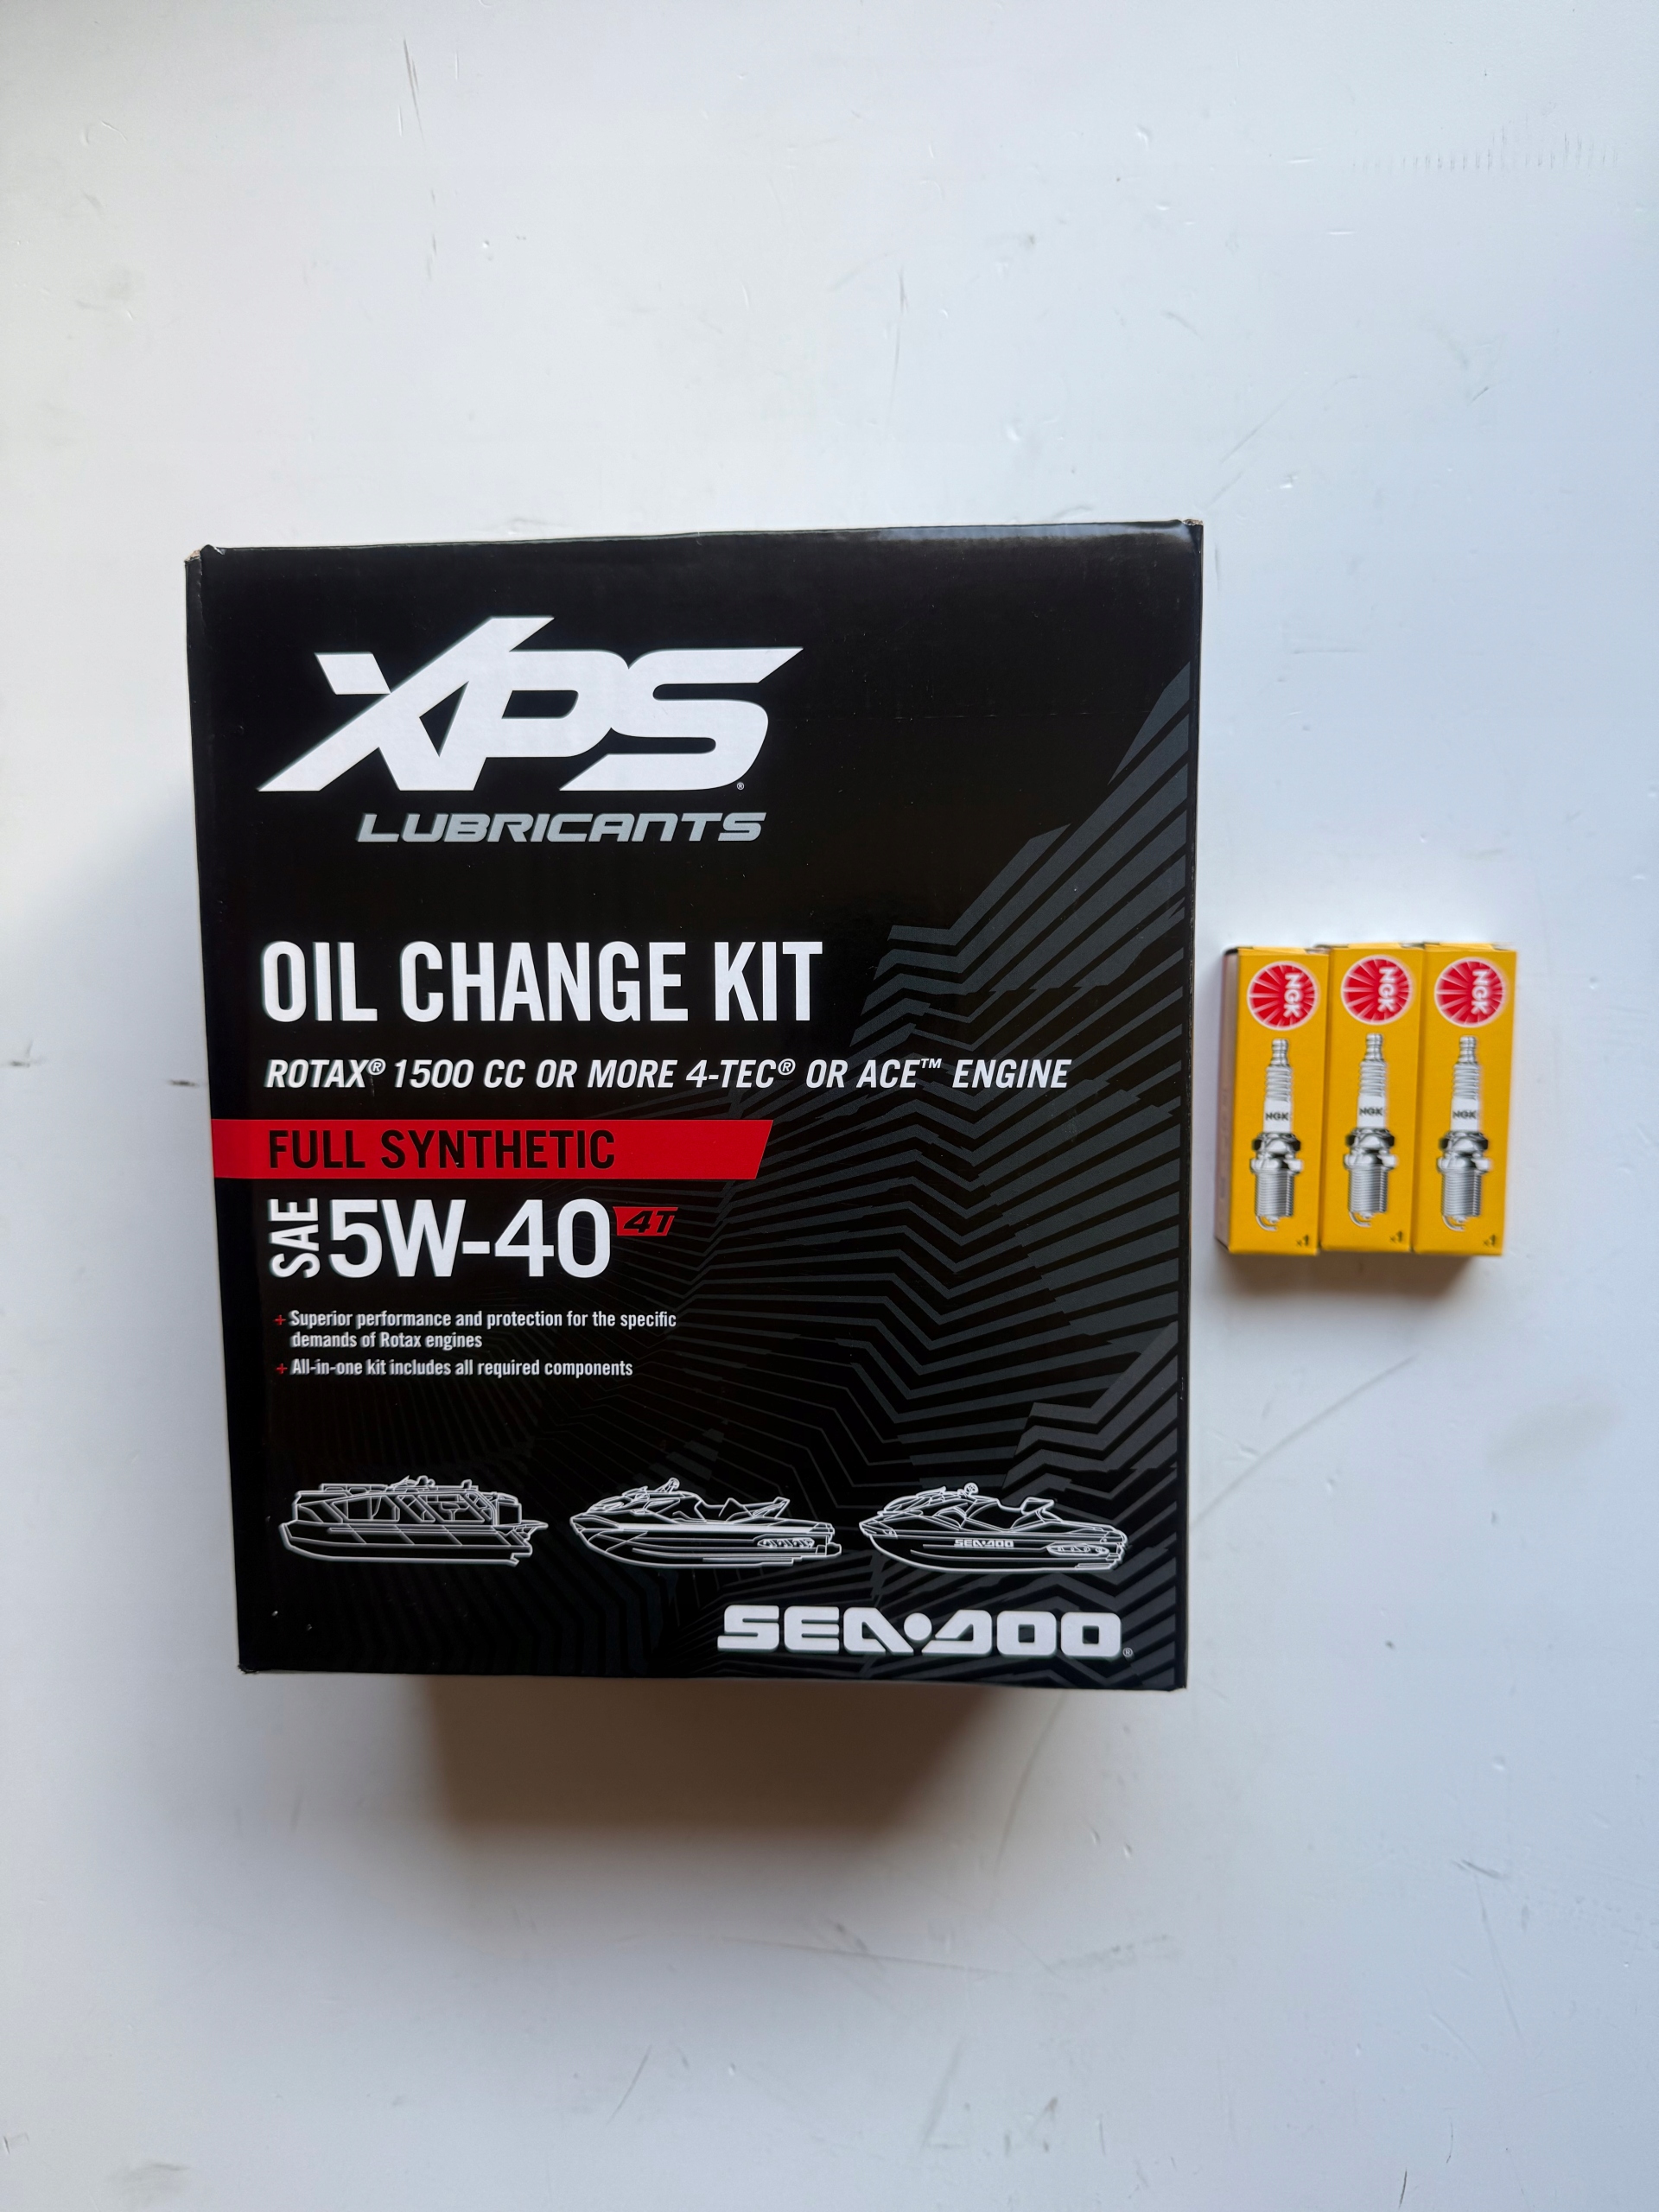 XPS®
LUBRICANTS
OIL CHANGE KIT
ROTAX® 1500 CC OR MORE 4-TEC® OR ACE™ ENGINE
FULL SYNTHETIC
SAE 5W-40 4T
+ Superior performance and protection for the specific
demands of Rotax engines
+ All-in-one kit includes all required components
SEA-DOO
SEA-DOO®
NGK
NGK
x1
NGK
NGK
x1
NGK
NGK
x1